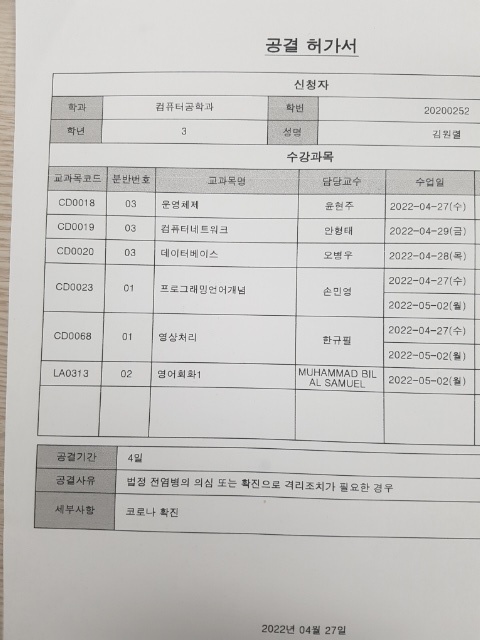 공결 허가서
신청자
학과 컴퓨터공학과 학번 20200252
학년 3 성명 김원열
수강과목
교과목코드 분반번호 교과목명 담당교수 수업일
CD0018 03 운영체제 윤현주 2022-04-27(수)
CD0019 03 컴퓨터네트워크 안형태 2022-04-29(금)
CD0020 03 데이터베이스 오병우 2022-04-28(목)
CD0023 01 프로그래밍언어개념 손민영 2022-04-27(수)
2022-05-02(월)
CD0068 01 영상처리 한규필 2022-04-27(수)
2022-05-02(월)
LA0313 02 영어회화1 MUHAMMAD BIL
AL SAMUEL 2022-05-02(월)
공결기간 4일
공결사유 법정 전염병의 의심 또는 확진으로 격리조치가 필요한 경우
세부사항 코로나 확진
2022년 04월 27일